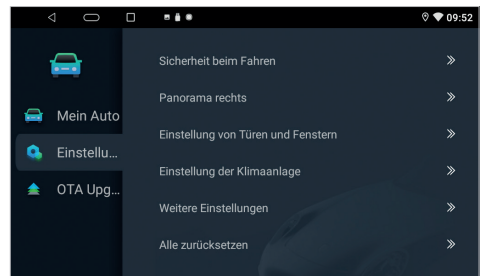 09:52
Sicherheit beim Fahren
Panorama rechts
Mein Auto
Einstellung von Türen und Fenstern
Einstellu...
Einstellung der Klimaanlage
OTA Upg...
Weitere Einstellungen
Alle zurücksetzen